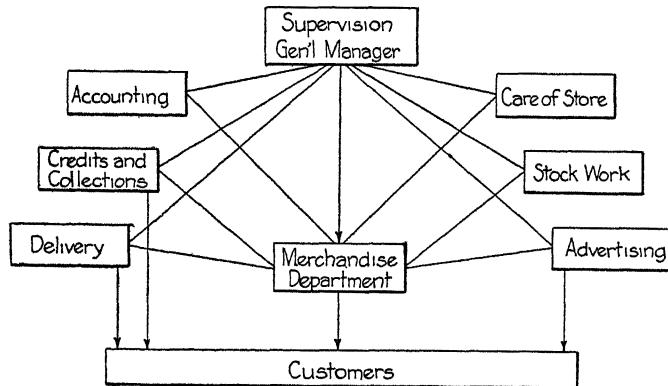 Supervision
Gen'l Manager
Accounting
Care of Store
Credits and
Collections
Stock Work
Delivery
Merchandise
Department
Advertising
Customers